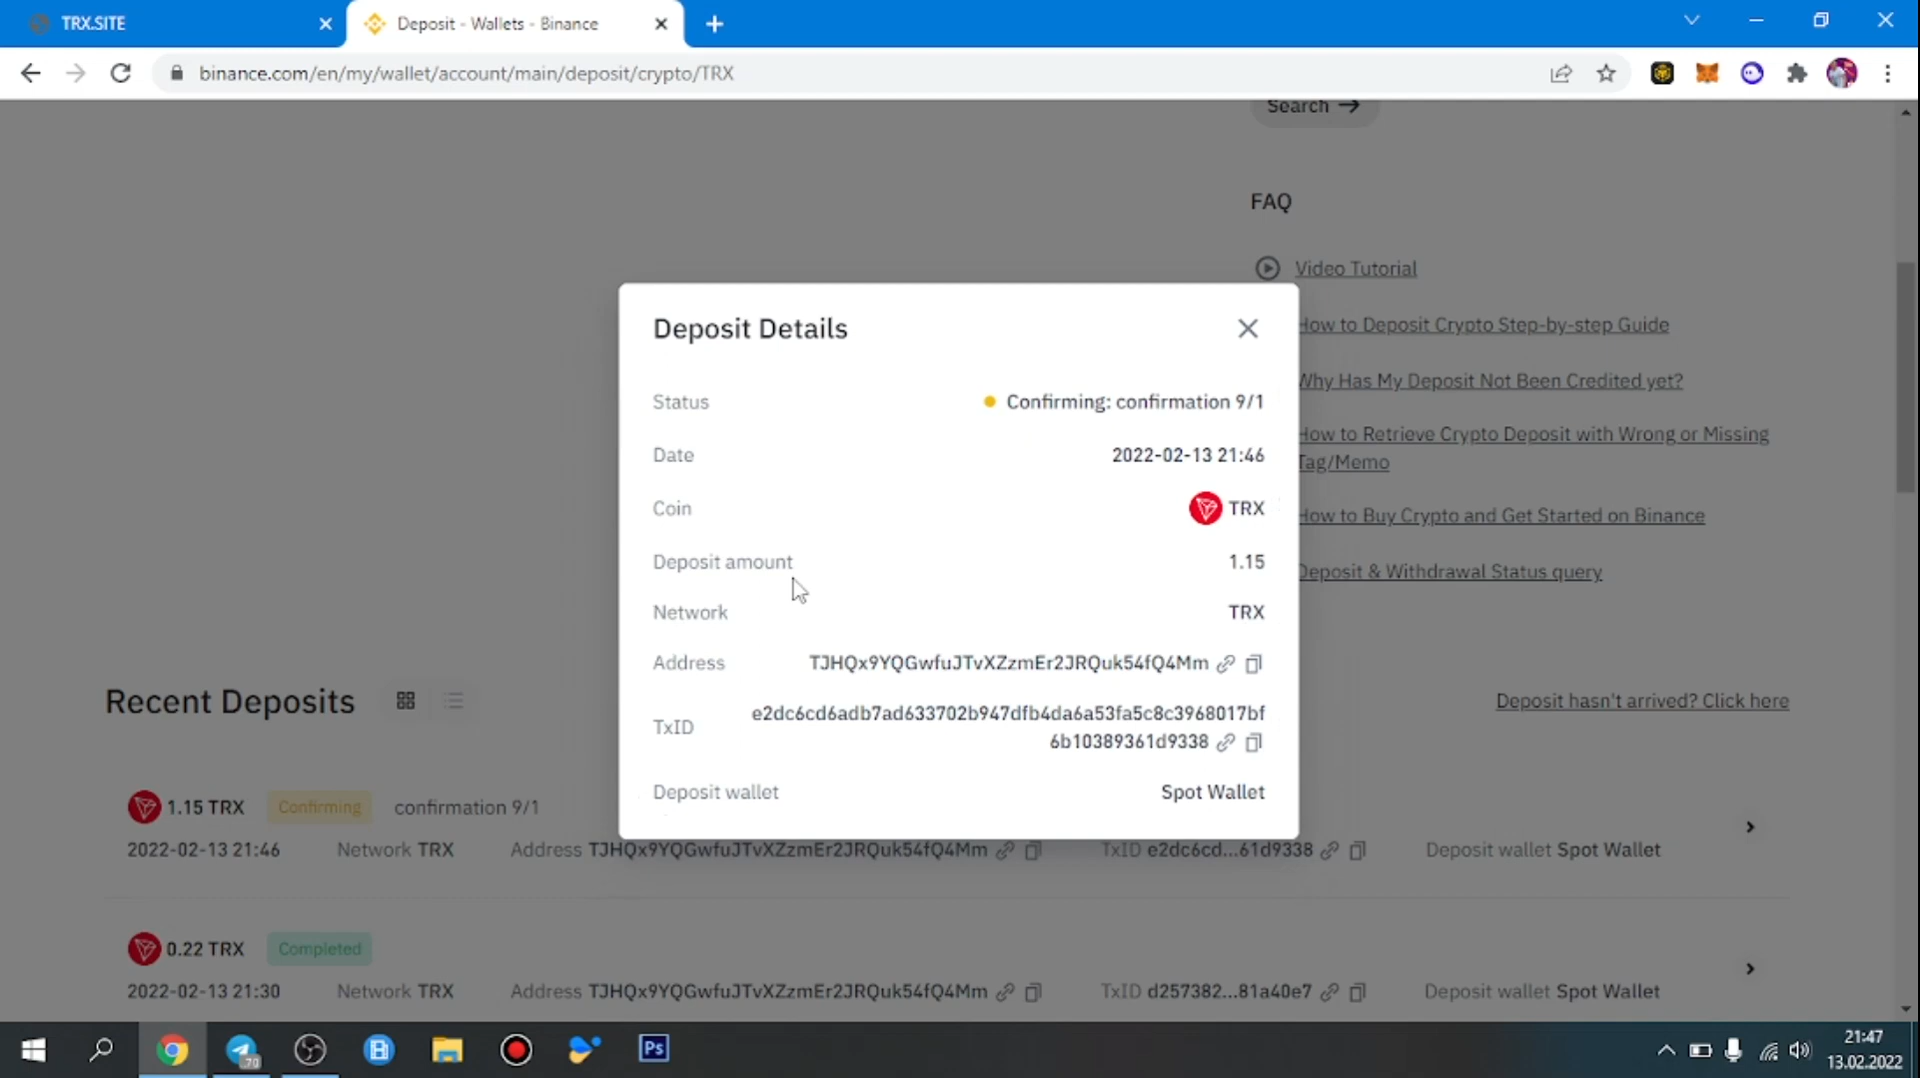 TRX.SITE
Deposit - Wallets - Binance
binance.com/en/my/wallet/account/main/deposit/crypto/TRX
Search →
FAQ
Video Tutorial
How to Deposit Crypto Step-by-step Guide
Why Has My Deposit Not Been Credited yet?
How to Retrieve Crypto Deposit with Wrong or Missing
Tag/Memo
How to Buy Crypto and Get Started on Binance
Deposit & Withdrawal Status query
Deposit Details
Status Confirming: confirmation 9/1
Date 2022-02-13 21:46
Coin TRX
Deposit amount 1.15
Network TRX
Address TJHQx9YQGwfuJTvXZzmEr2JRQuk54fQ4Mm
TxID e2dc6cd6adb7ad633702b947dfb4da6a53fa5c8c3968017bf
6b10389361d9338
Deposit wallet Spot Wallet
Recent Deposits
Deposit hasn't arrived? Click here
1.15 TRX Confirming confirmation 9/1
2022-02-13 21:46 Network TRX Address TJHQx9YQGwfuJTvXZzmEr2JRQuk54fQ4Mm TxID e2dc6cd...61d9338 Deposit wallet Spot Wallet
0.22 TRX Completed
2022-02-13 21:30 Network TRX Address TJHQx9YQGwfuJTvXZzmEr2JRQuk54fQ4Mm TxID d257382...81a40e7 Deposit wallet Spot Wallet
70
Ps
21:47
13.02.2022